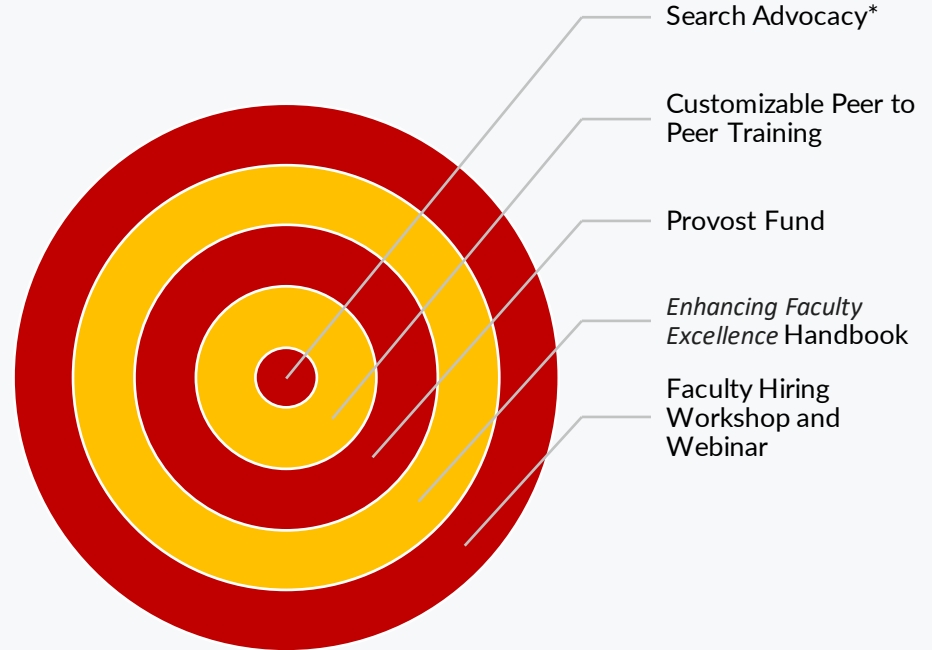 Search Advocacy*
Customizable Peer to
Peer Training
Provost Fund
Enhancing Faculty
Excellence Handbook
Faculty Hiring
Workshop and
Webinar